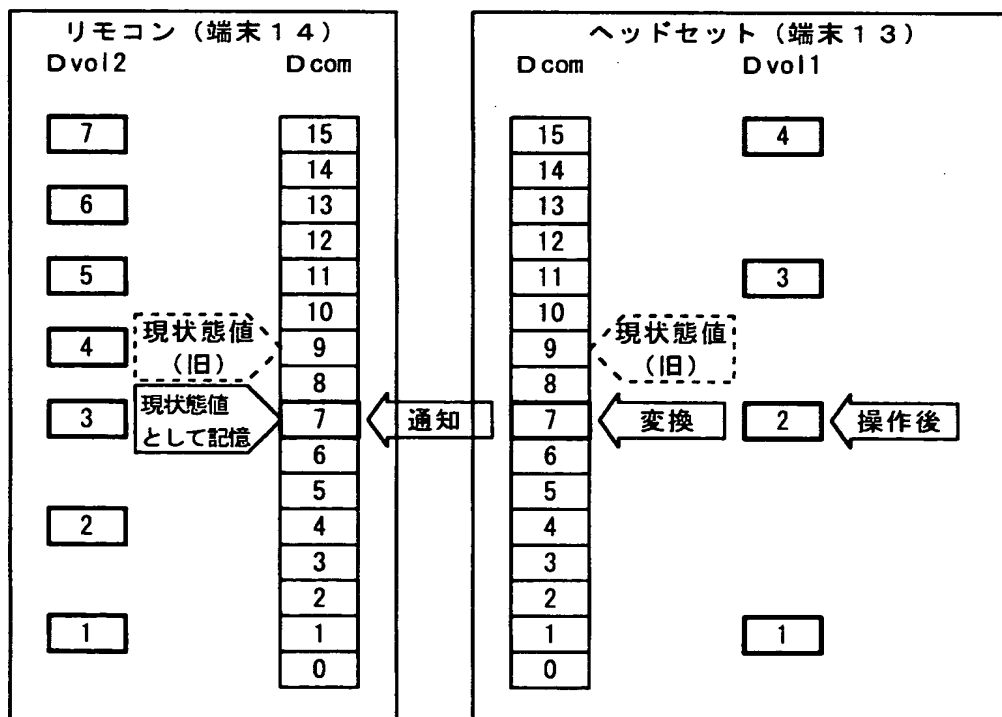 リモコン（端末１４）
Dvol2
Dcom
7
6
5
4
3
2
1
15
14
13
12
11
10
9
8
7
6
5
4
3
2
1
0
現状態値
（旧）
現状態値
として記憶
通知
ヘッドセット（端末１３）
Dcom
Dvol1
15
14
13
12
11
10
9
8
7
6
5
4
3
2
1
0
現状態値
（旧）
変換
4
3
2
1
操作後